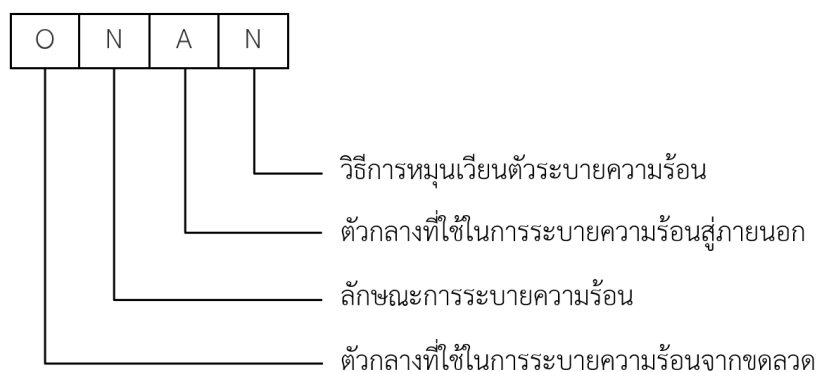 O N A N
วิธีการหมุนเวียนตัวระบายความร้อน
ตัวกลางที่ใช้ในการระบายความร้อนสู่ภายนอก
ลักษณะการระบายความร้อน
ตัวกลางที่ใช้ในการระบายความร้อนจากขดลวด